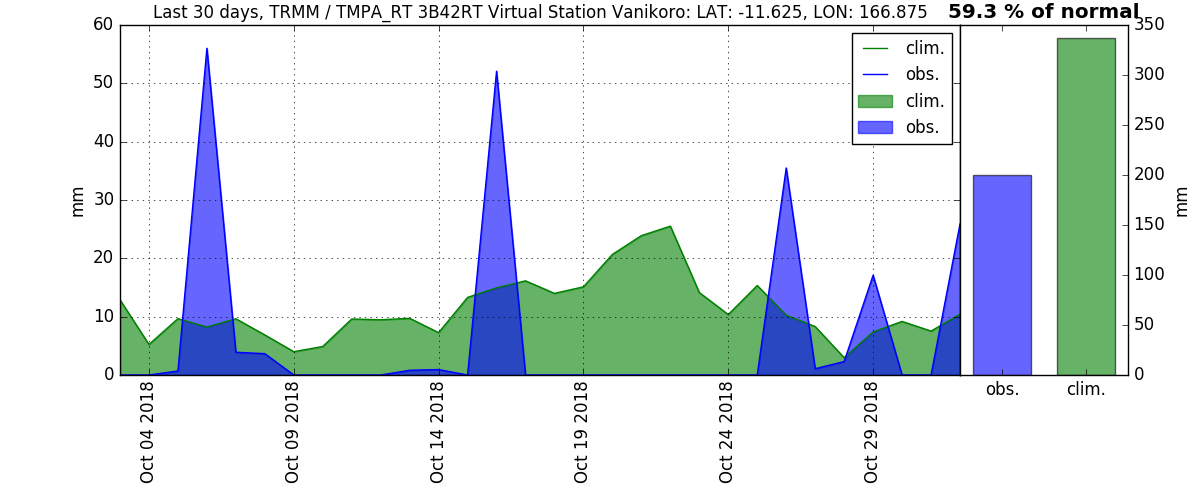 Last 30 days, TRMM / TMPA_RT 3B42RT Virtual Station Vanikoro: LAT: -11.625, LON: 166.875
59.3 % of normal
60
50
40
30
20
10
0
mm
clim.
obs.
clim.
obs.
Oct 04 2018
Oct 09 2018
Oct 14 2018
Oct 19 2018
Oct 24 2018
Oct 29 2018
350
300
250
200
150
100
50
0
mm
obs.
clim.